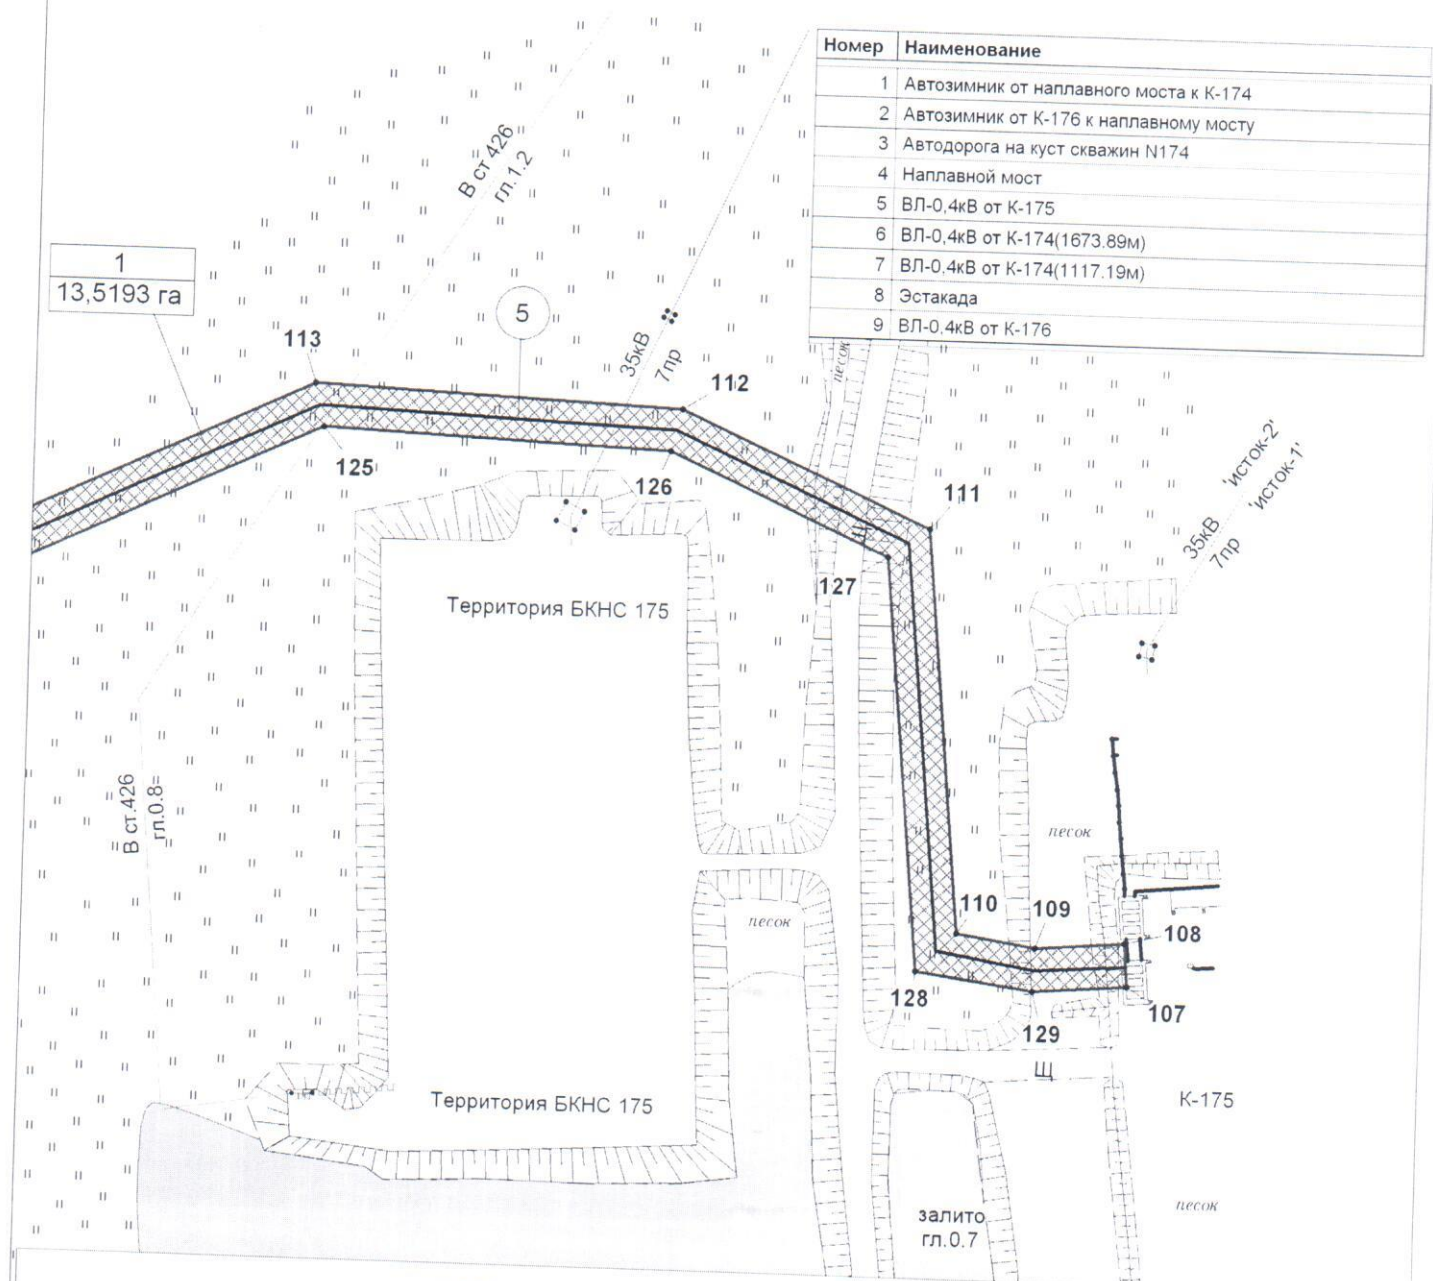 Номер Наименование
1 Автозимник от наплавного моста к К-174
2 Автозимник от К-176 к наплавному мосту
3 Автодорога на куст скважин N174
4 Наплавной мост
5 ВЛ-0,4кВ от К-175
6 ВЛ-0,4кВ от К-174(1673.89м)
7 ВЛ-0,4кВ от К-174(1117.19м)
8 Эстакада
9 ВЛ-0,4кВ от К-176
В ст.426
гл.1.2
1
13,5193 га
5
113
35кВ
7пр
112
песок
125
126
111
'исток-2'
'исток-1'
35кВ
7пр
Щ
127
Территория БКНС 175
В ст.426
гл.0.8
песок
110
109
108
песок
128
107
129
Щ
К-175
Территория БКНС 175
песок
залито
гл.0.7